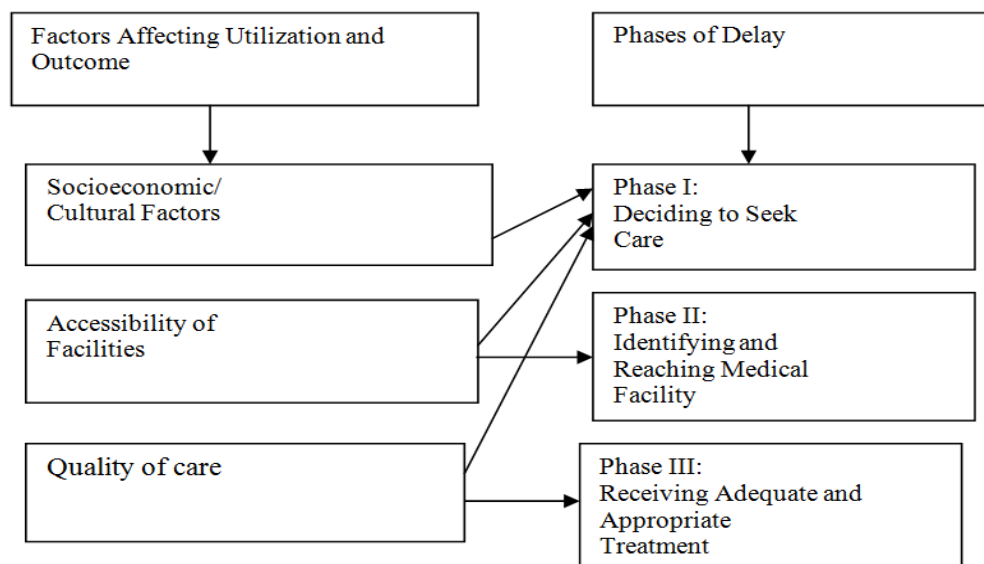 Factors Affecting Utilization and
Outcome
Phases of Delay
Socioeconomic/
Cultural Factors
Phase I:
Deciding to Seek
Care
Accessibility of
Facilities
Phase II:
Identifying and
Reaching Medical
Facility
Quality of care
Phase III:
Receiving Adequate and
Appropriate
Treatment